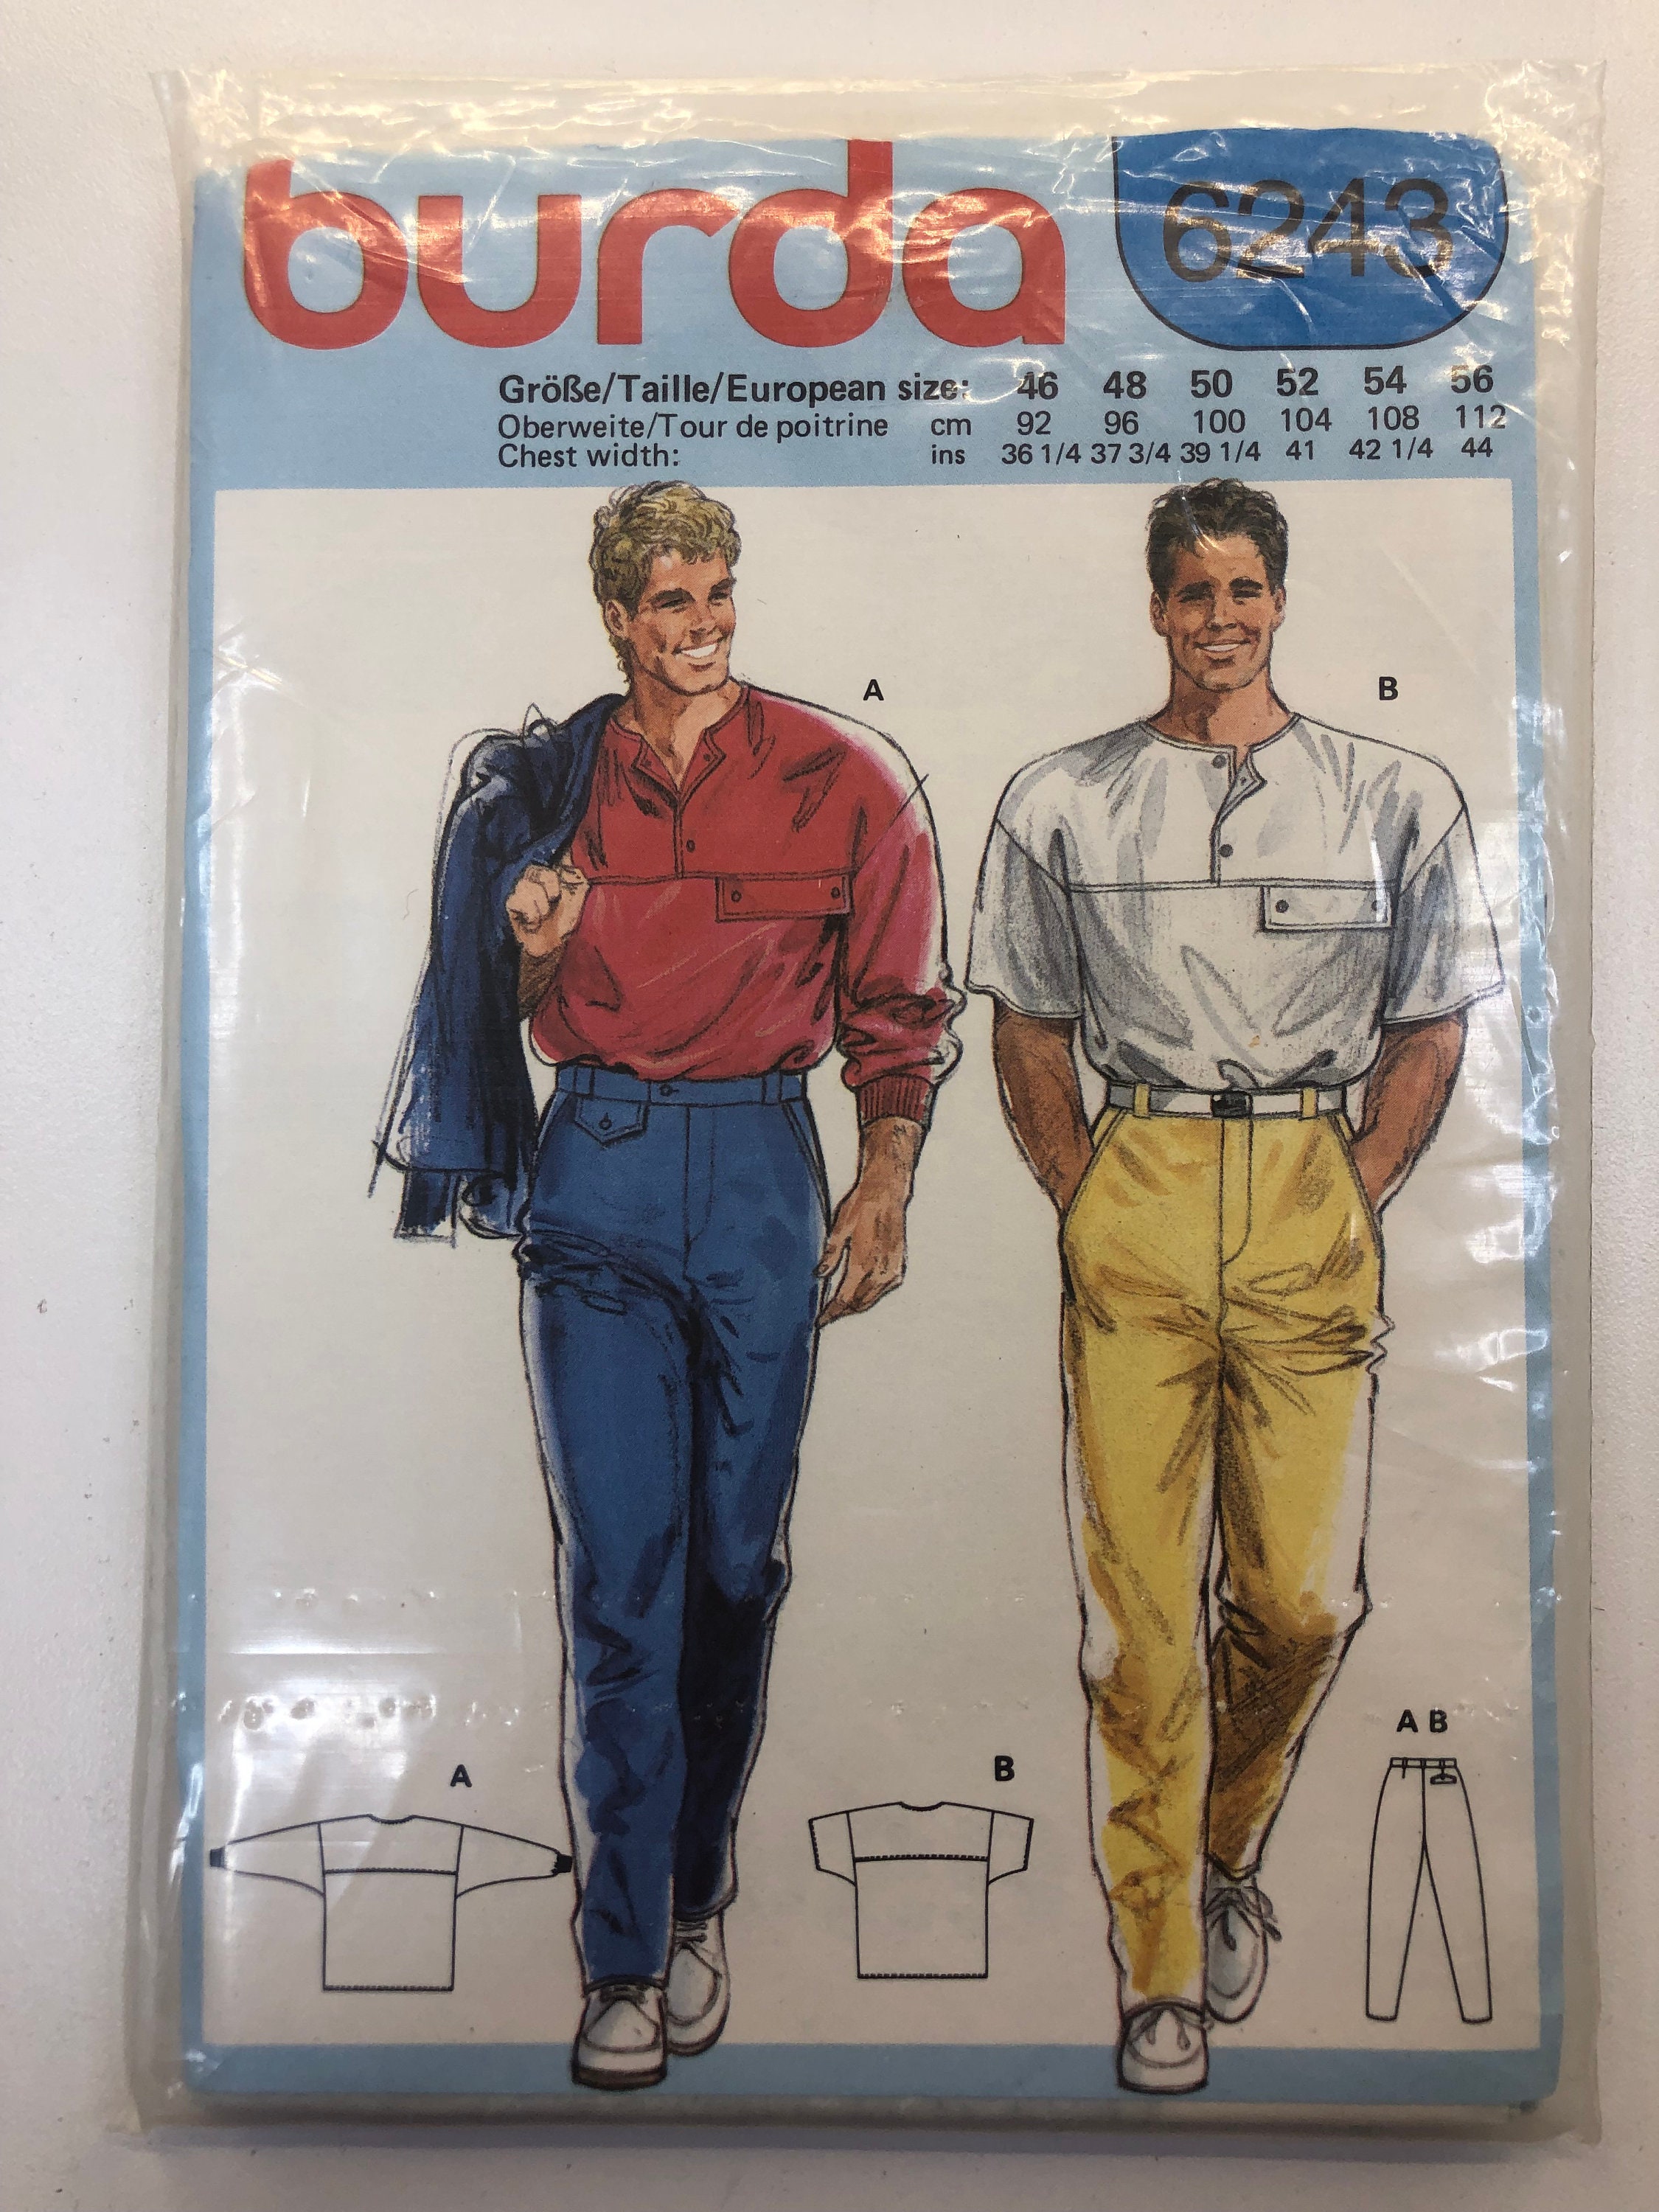 burda
6243
Größe/Taille/European size: 46 48 50 52 54 56
Oberweite/Tour de poitrine cm 92 96 100 104 108 112
Chest width: ins 36 1/4 37 3/4 39 1/4 41 42 1/4 44
A
B
A B
A
B